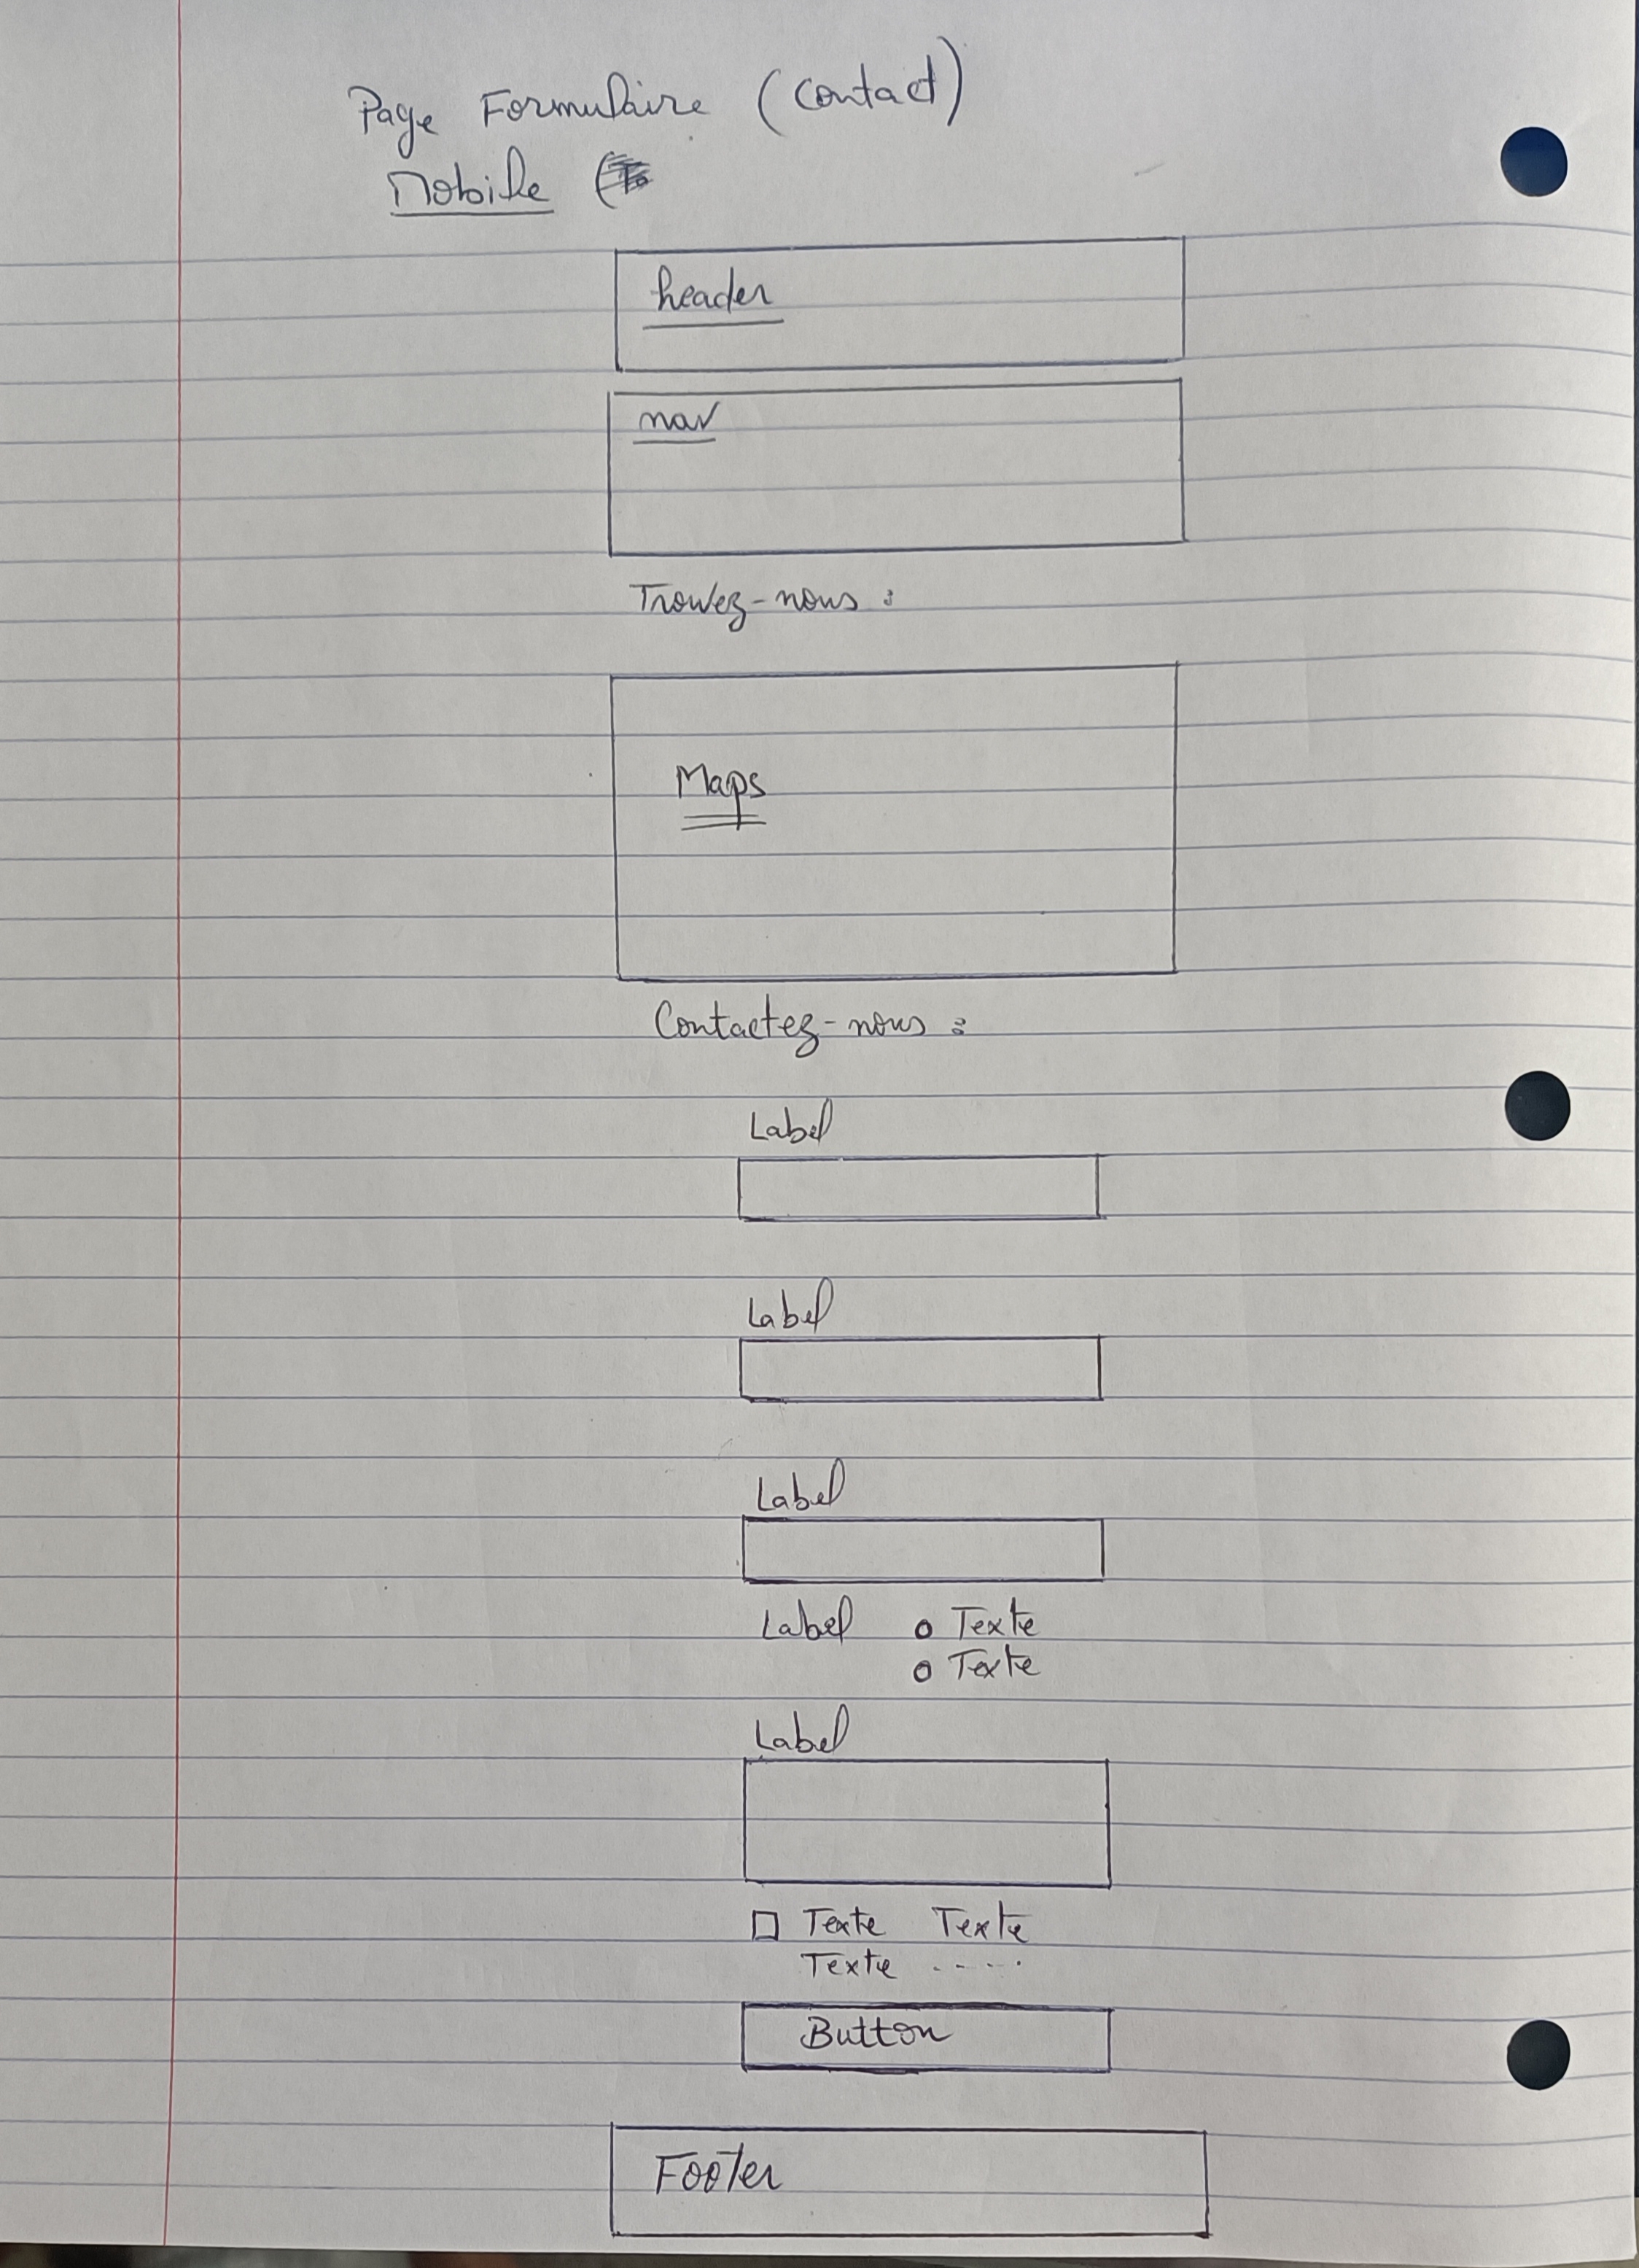 Page Formulaire (Contact)
Mobile (
header
nav
Trouvez-nous :
Maps
Contactez-nous :
Label
Label
Label
Label o Texte
o Texte
Label
Texte Texte
Texte .....
Button
Footer